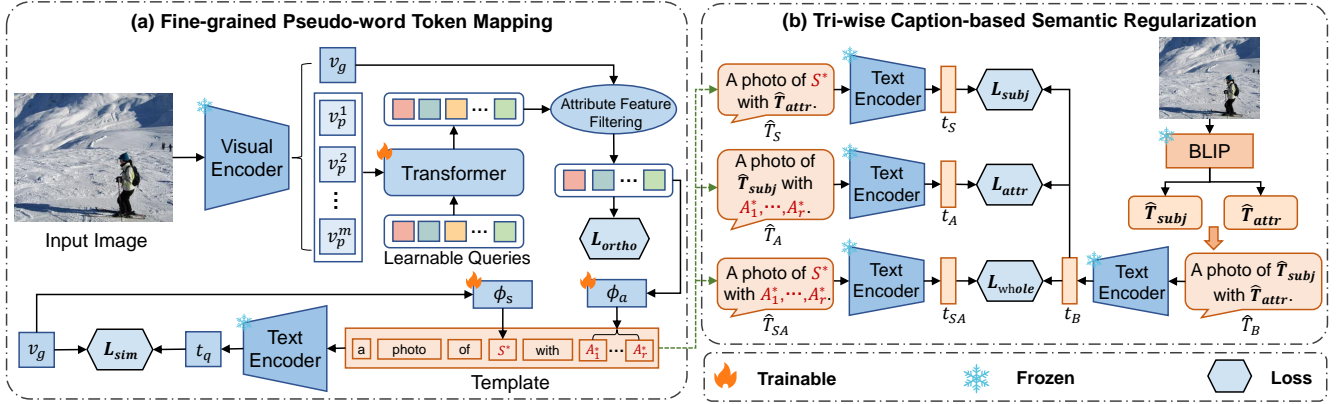 (a) Fine-grained Pseudo-word Token Mapping
v_g
v_p^1
v_p^2
⋮
v_p^m
Visual
Encoder
Input Image
Transformer
Learnable Queries
Attribute Feature
Filtering
L_ortho
ϕ_s
ϕ_a
v_g
L_sim
t_q
Text
Encoder
a photo of S* with A_1^* ⋯ A_r^*
Template
(b) Tri-wise Caption-based Semantic Regularization
A photo of S*
with T̂_attr.
T̂_S
Text
Encoder
t_S
L_subj
A photo of
T̂_subj with
A_1^*,⋯,A_r^*.
T̂_A
Text
Encoder
t_A
L_attr
A photo of S*
with A_1^*,⋯,A_r^*.
T̂_SA
Text
Encoder
t_SA
L_whole
t_B
Text
Encoder
BLIP
T̂_subj
T̂_attr
A photo of T̂_subj
with T̂_attr.
T̂_B
Trainable
Frozen
Loss